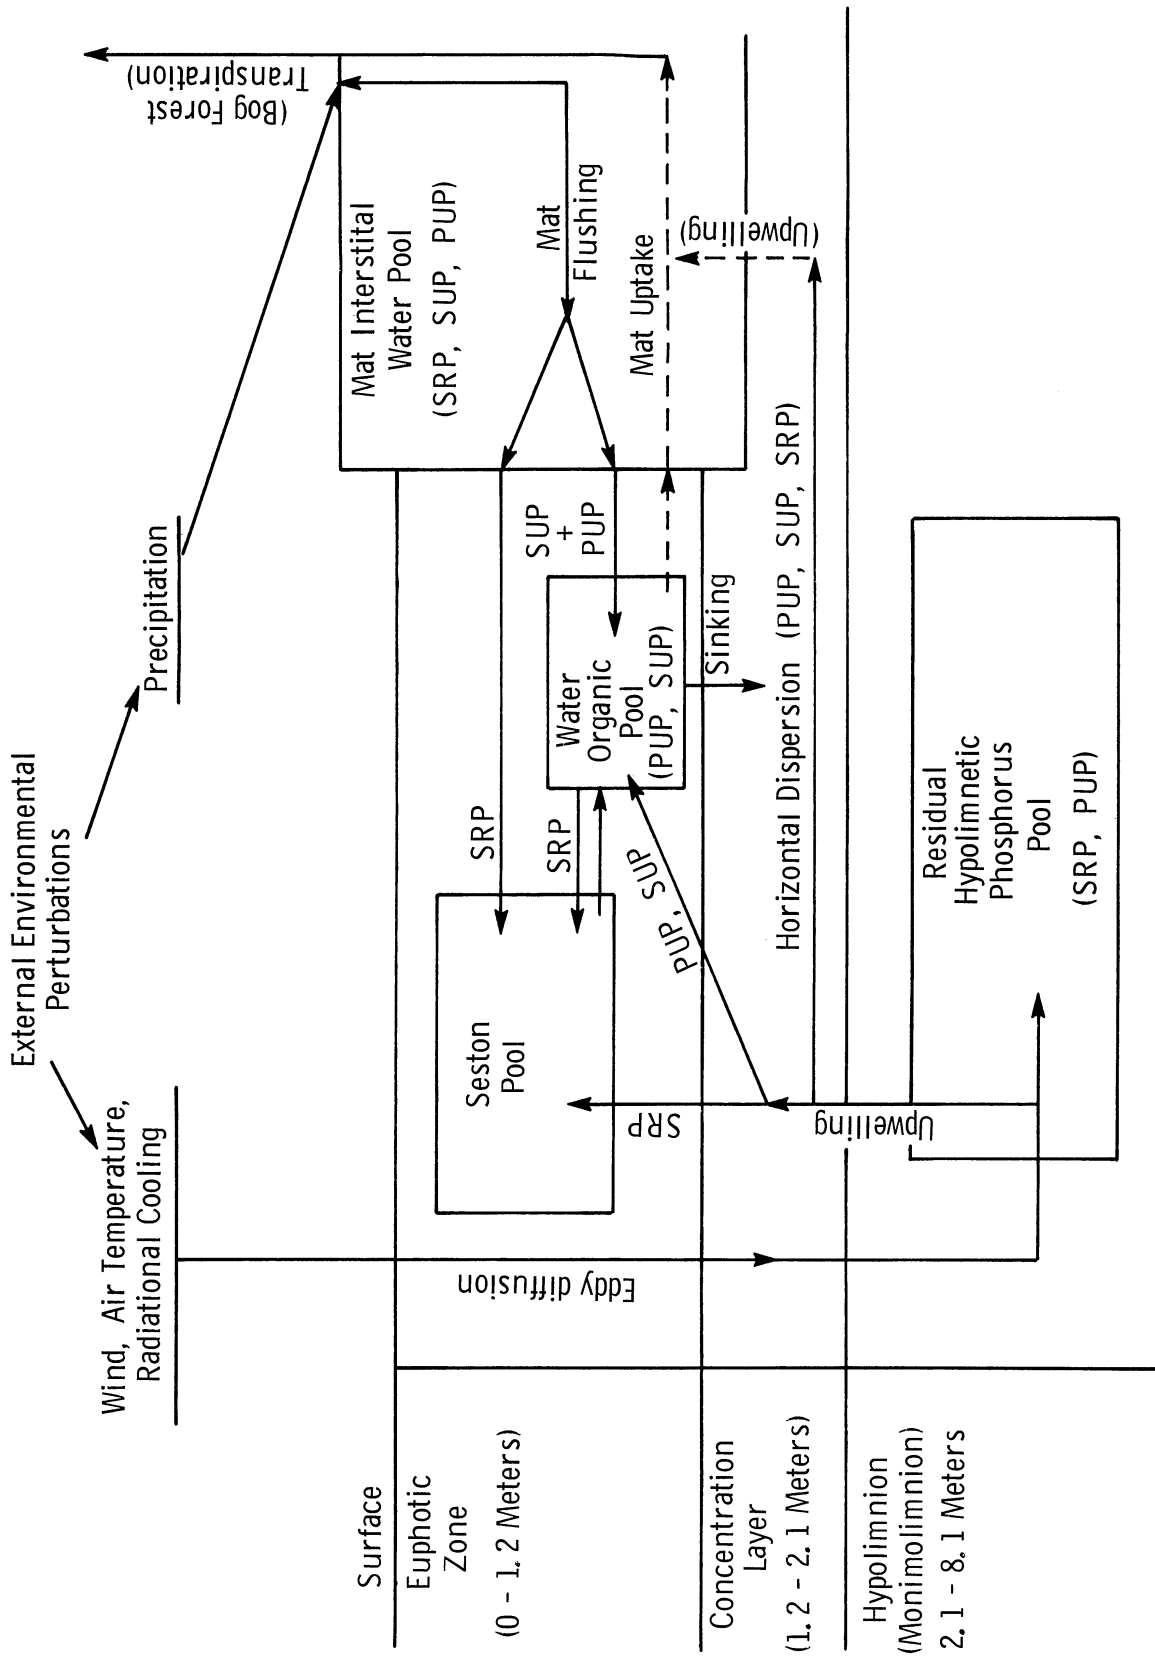 External Environmental
Perturbations
Wind, Air Temperature,
Radiational Cooling
Precipitation
(Bog Forest
Transpiration)
Surface
Euphotic
Zone
(0 - 1.2 Meters)
Eddy diffusion
Seston
Pool
SRP
SRP
SRP
PUP, SUP
Water
Organic
Pool
(PUP, SUP)
SUP
+
PUP
Sinking
Mat Interstital
Water Pool
(SRP, SUP, PUP)
Mat
Flushing
Mat Uptake
(Upwelling)
Concentration
Layer
(1.2 - 2.1 Meters)
Horizontal Dispersion (PUP, SUP, SRP)
Upwelling
Hypolimnion
(Monimolimnion)
2.1 - 8.1 Meters
Residual
Hypolimnetic
Phosphorus
Pool
(SRP, PUP)